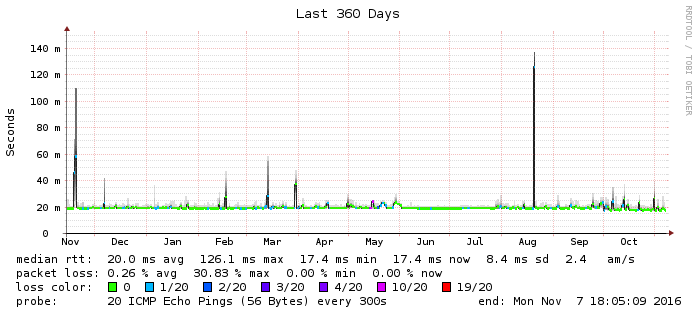 Last 360 Days
RRDTOOL / TOBI OETIKER
Seconds
140 m
120 m
100 m
80 m
60 m
40 m
20 m
0
Nov Dec Jan Feb Mar Apr May Jun Jul Aug Sep Oct
median rtt: 20.0 ms avg 126.1 ms max 17.4 ms min 17.4 ms now 8.4 ms sd 2.4 am/s
packet loss: 0.26 % avg 30.83 % max 0.00 % min 0.00 % now
loss color: 0 1/20 2/20 3/20 4/20 10/20 19/20
probe: 20 ICMP Echo Pings (56 Bytes) every 300s end: Mon Nov 7 18:05:09 2016